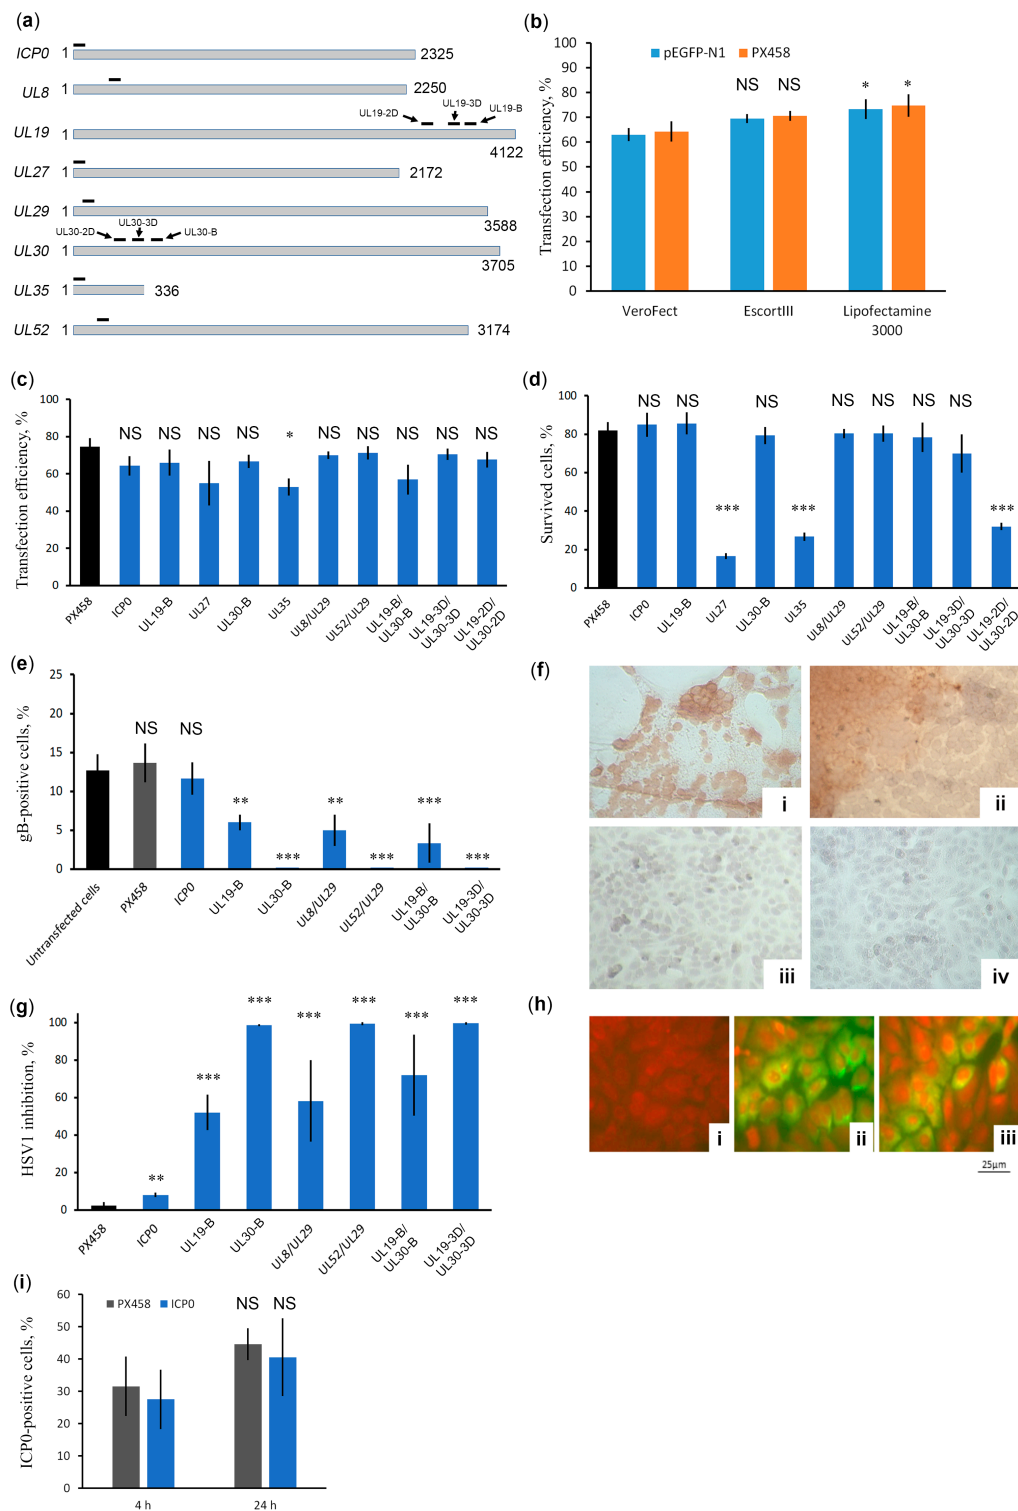 (a)
ICP0 1 2325
UL8 1 2250
UL19-2D UL19-3D UL19-B
UL19 1 4122
UL27 1 2172
UL29 1 3588
UL30-2D UL30-3D UL30-B
UL30 1 3705
UL35 1 336
UL52 1 3174
(b)
pEGFP-N1 PX458
Transfection efficiency, %
100
90
80
70
60
50
40
30
20
10
0
NS NS * *
VeroFect EscortIII Lipofectamine
3000
(c)
Transfection efficiency, %
100
80
60
40
20
0
NS NS NS NS * NS NS NS NS NS
PX458 ICP0 UL19-B UL27 UL30-B UL35 UL8/UL29 UL52/UL29 UL19-B/ UL19-3D/ UL19-2D/
UL30-B UL30-3D UL30-2D
(d)
Survived cells, %
100
80
60
40
20
0
NS NS *** NS *** NS NS NS NS ***
PX458 ICP0 UL19-B UL27 UL30-B UL35 UL8/UL29 UL52/UL29 UL19-B/ UL19-3D/ UL19-2D/
UL30-B UL30-3D UL30-2D
(e)
gB-positive cells, %
25
20
15
10
5
0
NS NS ** *** ** *** *** ***
Untransfected cells PX458 ICP0 UL19-B UL30-B UL8/UL29 UL52/UL29 UL19-B/ UL19-3D/
UL30-B UL30-3D
(f)
i
ii
iii
iv
(g)
HSV1 inhibition, %
100
80
60
40
20
0
** *** *** *** *** *** ***
PX458 ICP0 UL19-B UL30-B UL8/UL29 UL52/UL29 UL19-B/ UL19-3D/
UL30-B UL30-3D
(h)
i
ii
iii
25µm
(i)
ICP0-positive cells, %
60
50
40
30
20
10
0
PX458 ICP0
NS NS
4 h 24 h